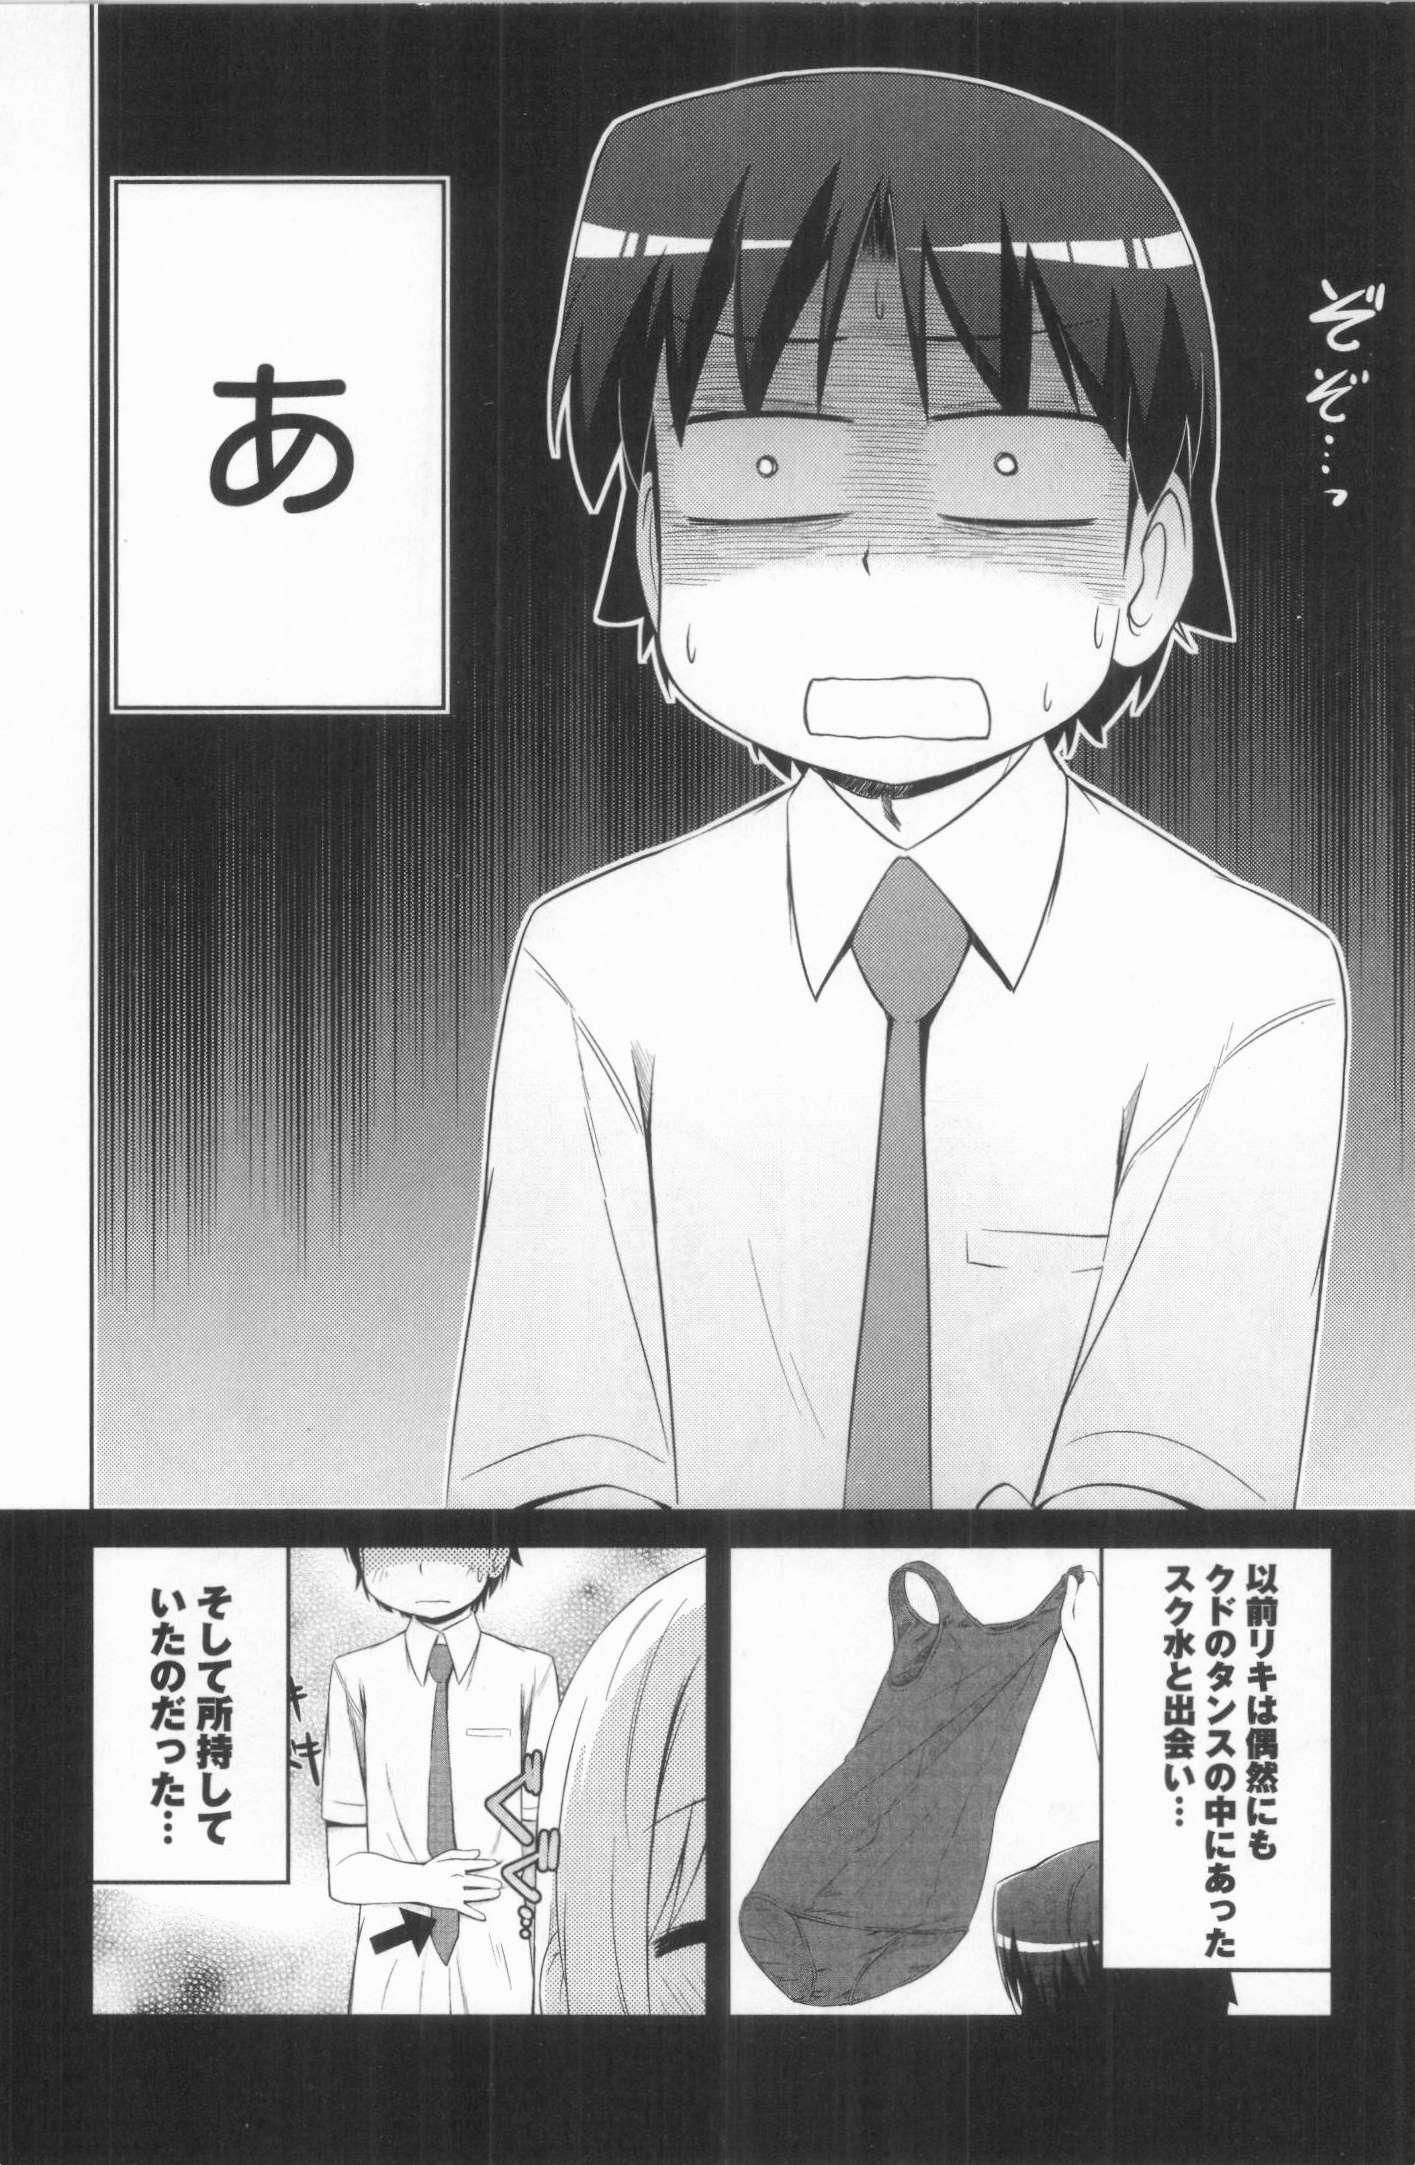 ぞぞ…っ
あ
以前リキは偶然にも
クドのタンスの中にあった
スク水と出会い…
ぐぐ…
そして所持して
いたのだった…